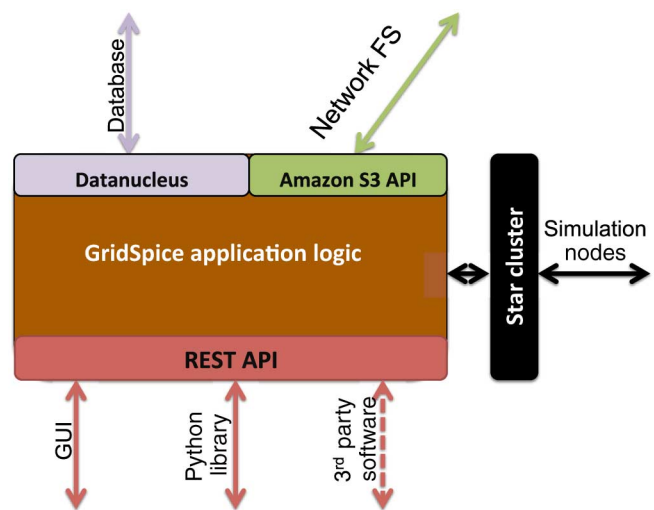 Database
Network FS
Datanucleus
Amazon S3 API
GridSpice application logic
Star cluster
Simulation
nodes
REST API
GUI
Python
library
3rd party
software